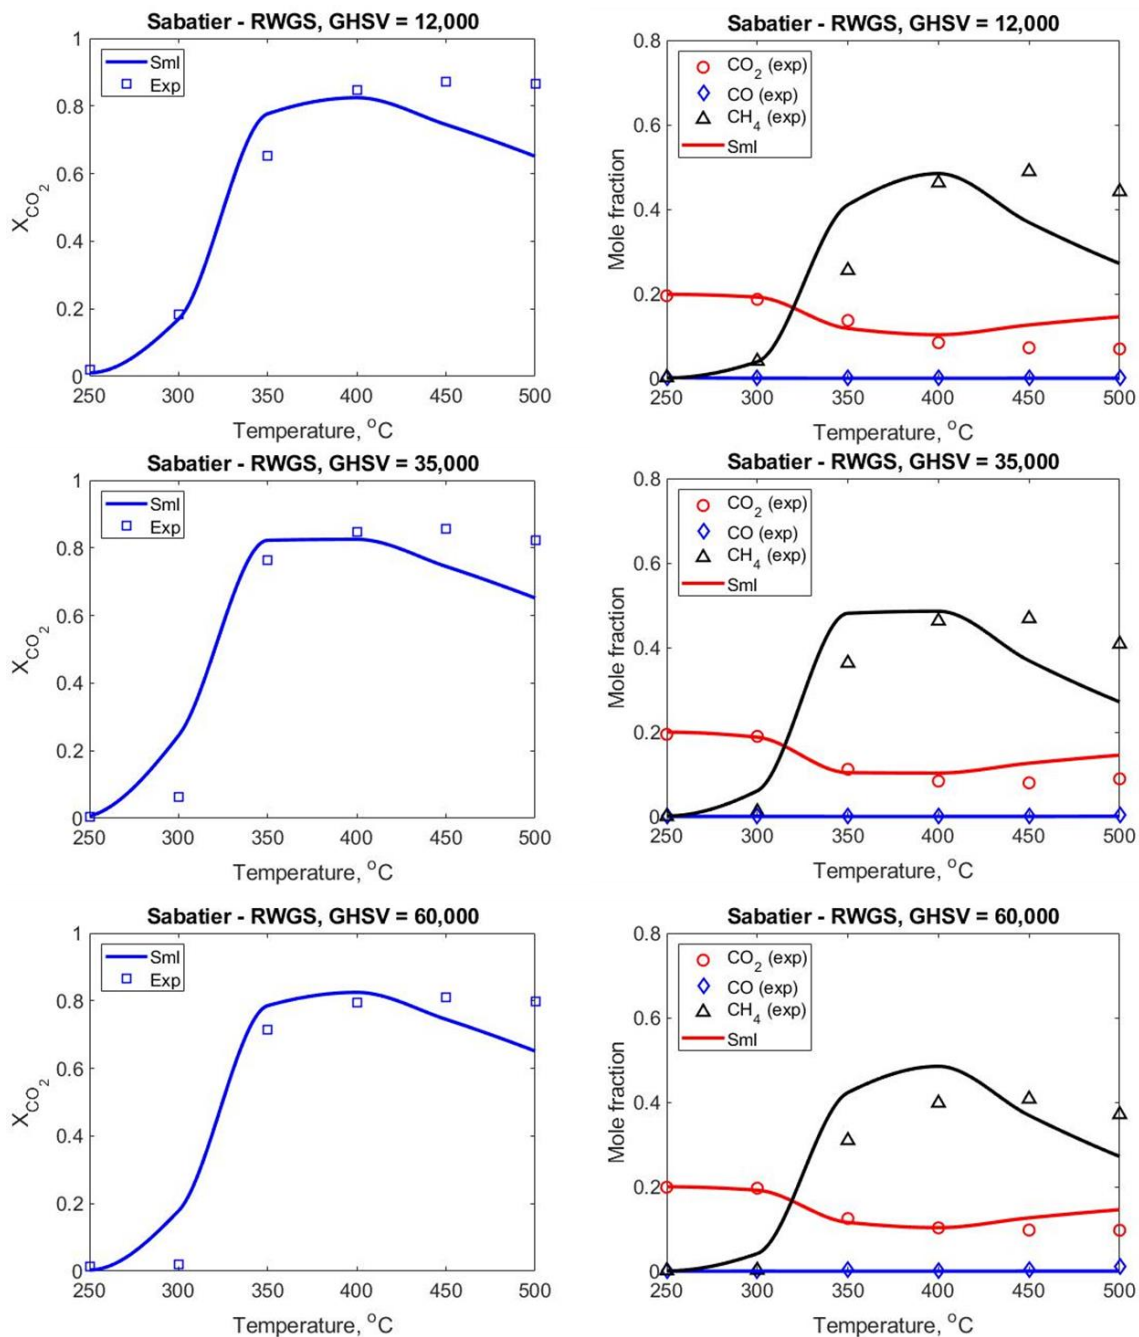 Sabatier - RWGS, GHSV = 12,000
1
0.8
0.6
0.4
0.2
0
X_CO2
Sml
Exp
250 300 350 400 450 500
Temperature, °C
Sabatier - RWGS, GHSV = 12,000
0.8
0.6
0.4
0.2
0
Mole fraction
CO2 (exp)
CO (exp)
CH4 (exp)
Sml
250 300 350 400 450 500
Temperature, °C
Sabatier - RWGS, GHSV = 35,000
1
0.8
0.6
0.4
0.2
0
X_CO2
Sml
Exp
250 300 350 400 450 500
Temperature, °C
Sabatier - RWGS, GHSV = 35,000
0.8
0.6
0.4
0.2
0
Mole fraction
CO2 (exp)
CO (exp)
CH4 (exp)
Sml
250 300 350 400 450 500
Temperature, °C
Sabatier - RWGS, GHSV = 60,000
1
0.8
0.6
0.4
0.2
0
X_CO2
Sml
Exp
250 300 350 400 450 500
Temperature, °C
Sabatier - RWGS, GHSV = 60,000
0.8
0.6
0.4
0.2
0
Mole fraction
CO2 (exp)
CO (exp)
CH4 (exp)
Sml
250 300 350 400 450 500
Temperature, °C